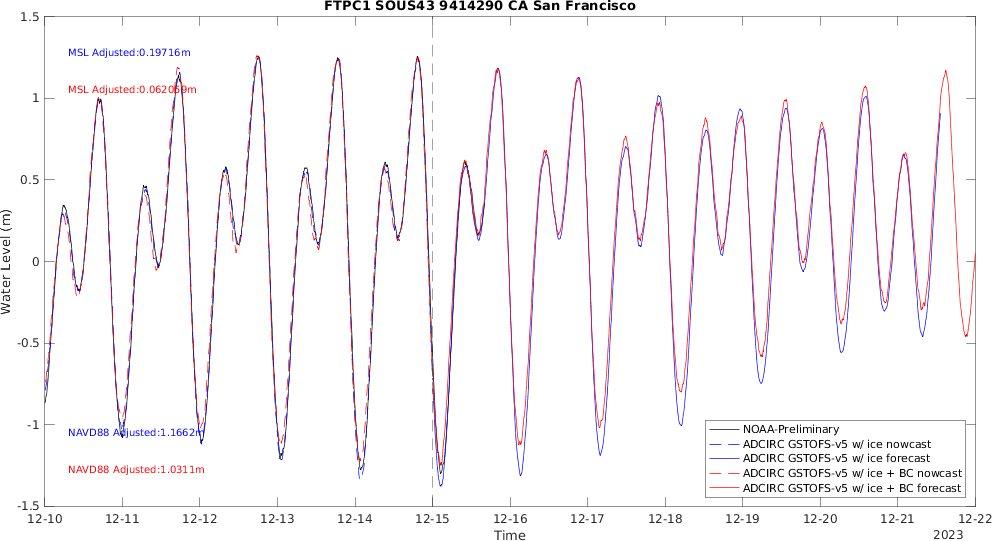 FTPC1 SOUS43 9414290 CA San Francisco
1.5
1
0.5
0
-0.5
-1
-1.5
Water Level (m)
MSL Adjusted:0.19716m
MSL Adjusted:0.062059m
NAVD88 Adjusted:1.1662m
NAVD88 Adjusted:1.0311m
NOAA-Preliminary
ADCIRC GSTOFS-v5 w/ ice nowcast
ADCIRC GSTOFS-v5 w/ ice forecast
ADCIRC GSTOFS-v5 w/ ice + BC nowcast
ADCIRC GSTOFS-v5 w/ ice + BC forecast
12-10 12-11 12-12 12-13 12-14 12-15 12-16 12-17 12-18 12-19 12-20 12-21 12-22
Time
2023